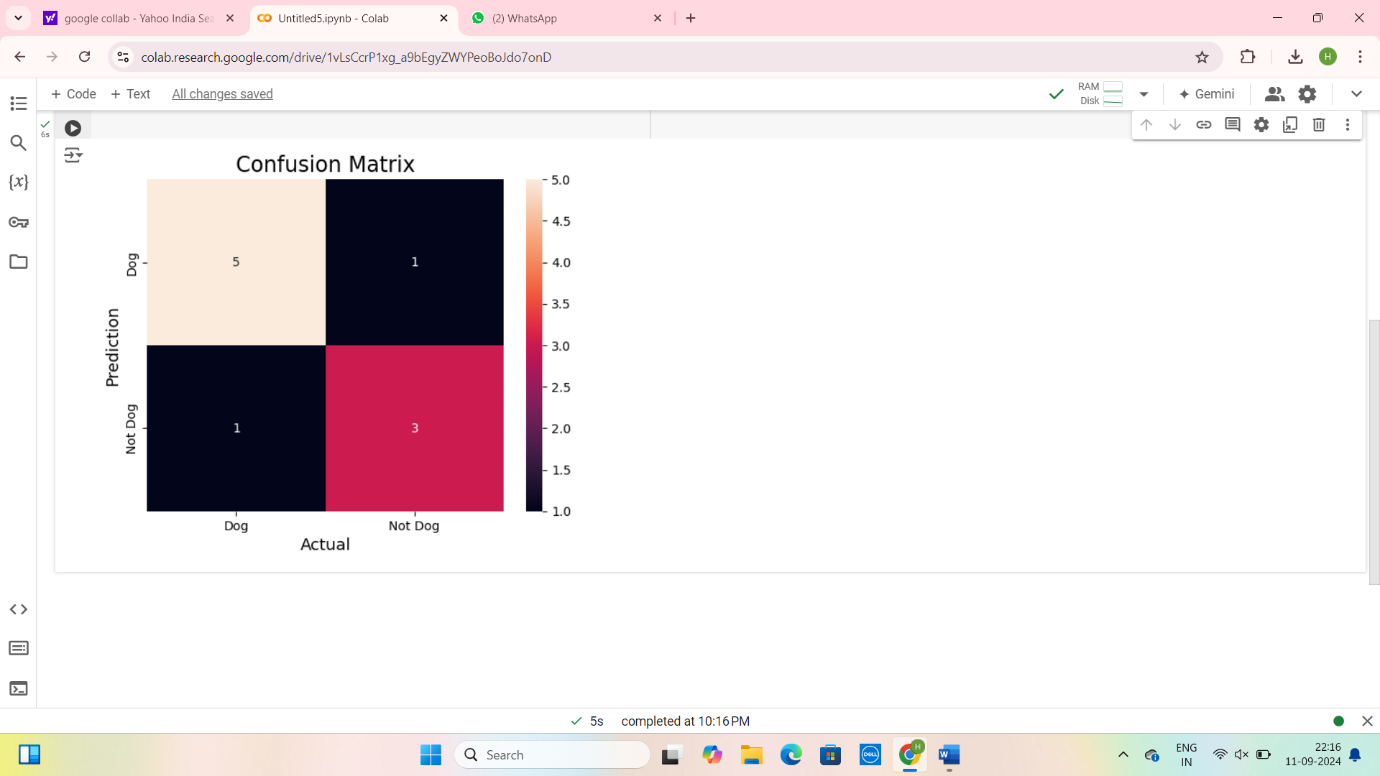 google collab - Yahoo India Sea
Untitled5.ipynb - Colab
(2) WhatsApp
colab.research.google.com/drive/1vLsCcrP1xg_a9bEgyZWYPeoBoJdo7onD
H
+ Code + Text All changes saved
RAM
Disk
Gemini
6s
{x}
Confusion Matrix
5.0
4.5
4.0
3.5
3.0
2.5
2.0
1.5
1.0
Prediction
Dog
Not Dog
5 1
1 3
Dog Not Dog
Actual
5s completed at 10:16 PM
Search
DELL
H
W
ENG
IN
22:16
11-09-2024